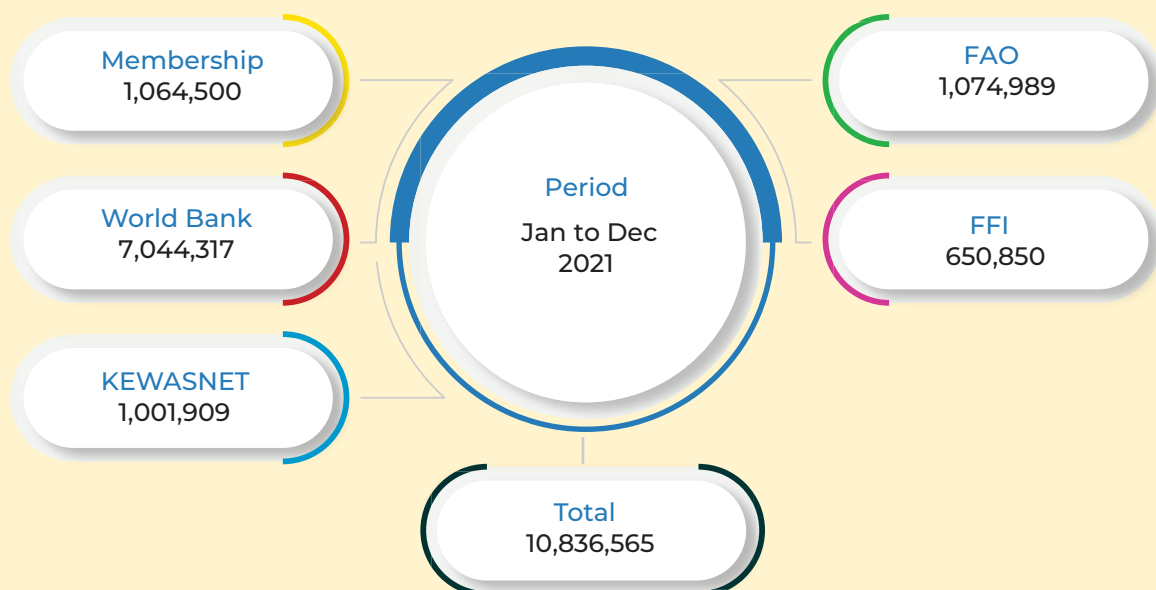 Membership
1,064,500
World Bank
7,044,317
KEWASNET
1,001,909
Period
Jan to Dec
2021
FAO
1,074,989
FFI
650,850
Total
10,836,565